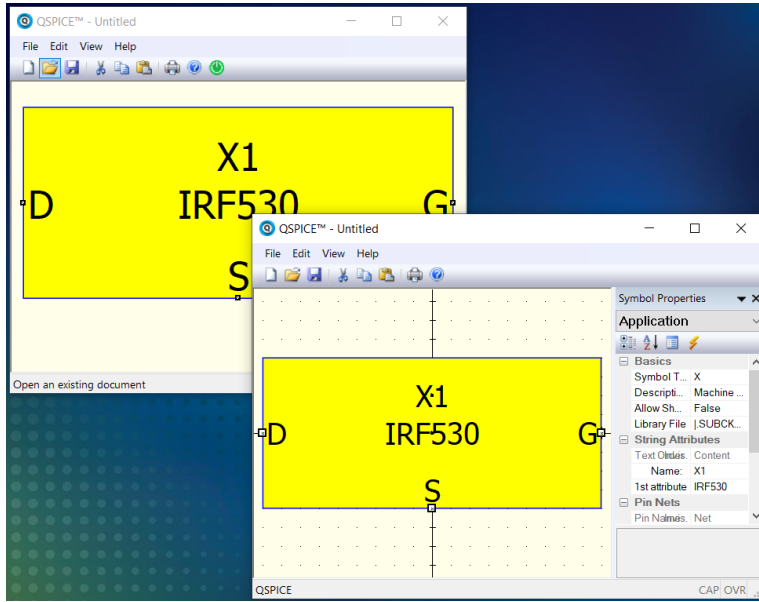 QSPICE™ - Untitled
File Edit View Help
X1
IRF530
D
G
S
Open an existing document
QSPICE™ - Untitled
File Edit View Help
X1
IRF530
D
G
S
QSPICE
CAP OVR
Symbol Properties
Application
Basics
Symbol T... X
Descripti... Machine ...
Allow Sh... False
Library File |.SUBCK...
String Attributes
Content
Name: X1
1st attribute IRF530
Pin Nets
Net